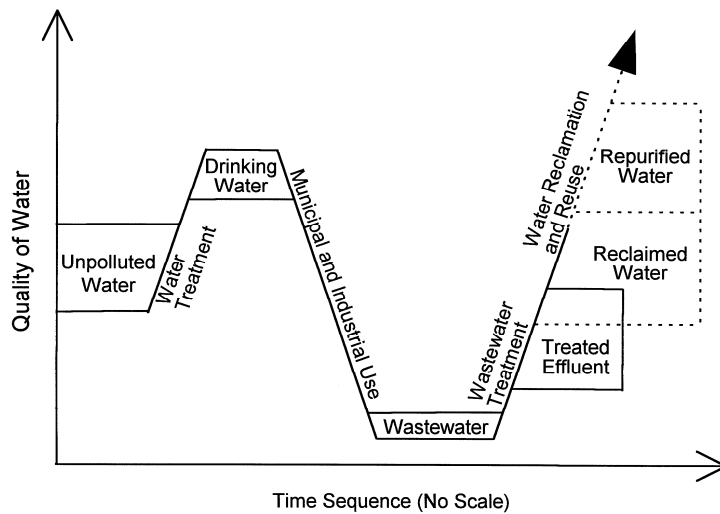 Quality of Water
Unpolluted
Water
Water
Treatment
Drinking
Water
Municipal and Industrial Use
Wastewater
Wastewater
Treatment
Treated
Effluent
Water Reclamation
and Reuse
Reclaimed
Water
Repurified
Water
Time Sequence (No Scale)